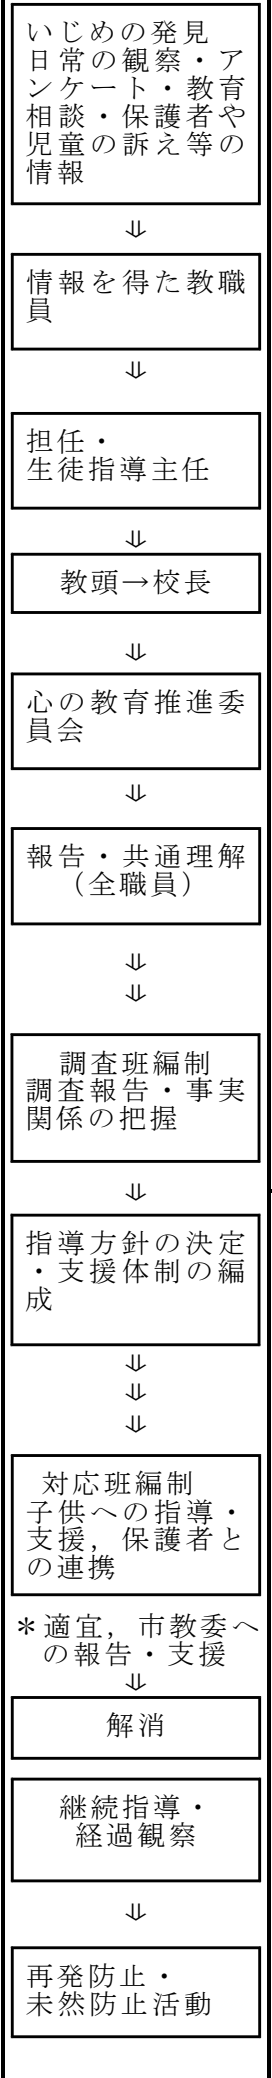 いじめの発見
日常の観察・ア
ンケート・教育
相談・保護者や
児童の訴え等の
情報
⇓
情報を得た教職
員
⇓
担任・
生徒指導主任
⇓
教頭→校長
⇓
心の教育推進委
員会
⇓
報告・共通理解
（全職員）
⇓
⇓
調査班編制
調査報告・事実
関係の把握
⇓
指導方針の決定
・支援体制の編
成
⇓
⇓
⇓
対応班編制
子供への指導・
支援，保護者と
の連携
＊適宜，市教委へ
の報告・支援
⇓
解消
継続指導・
経過観察
⇓
再発防止・
未然防止活動